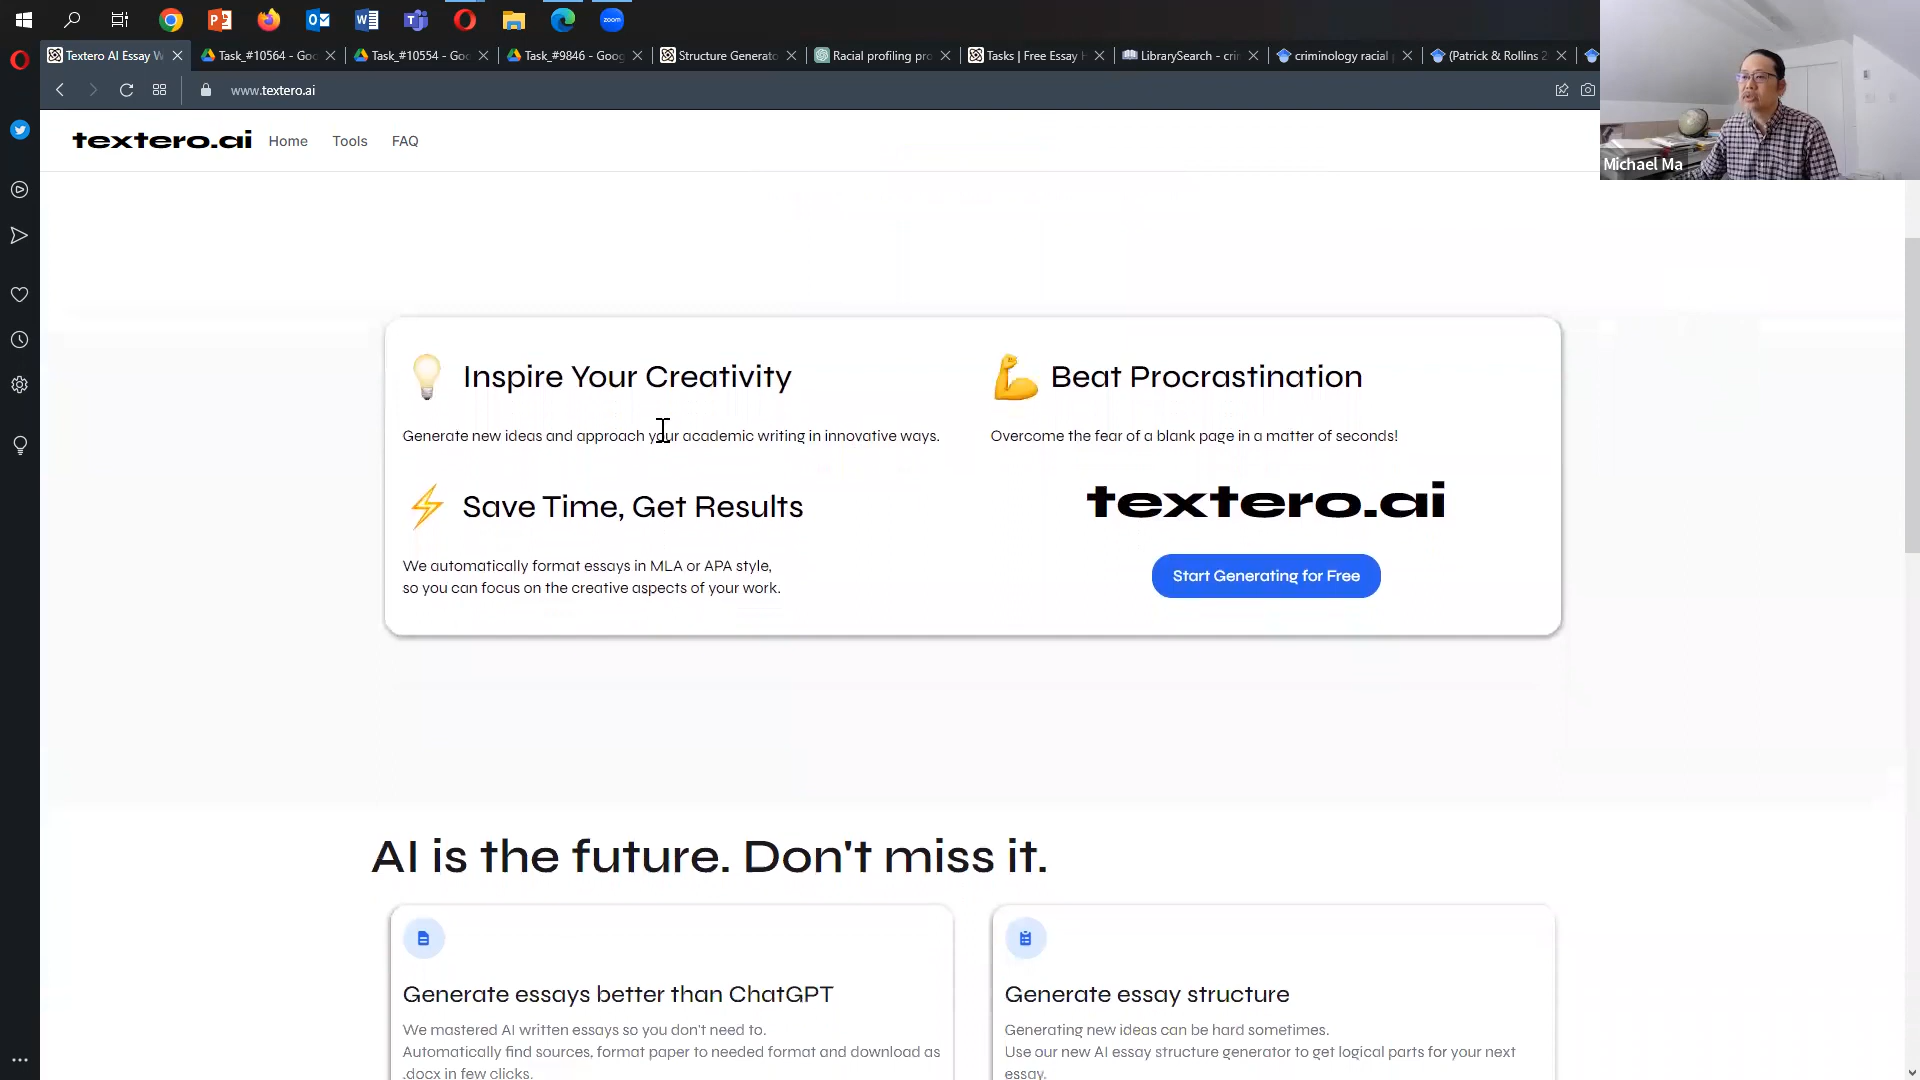 Textero AI Essay W
Task_#10564 - Goo
Task_#10554 - Goo
Task_#9846 - Goog
Structure Generato
Racial profiling pro
Tasks | Free Essay H
LibrarySearch - crim
criminology racial
(Patrick & Rollins 2
www.textero.ai
zoom
Michael Ma
textero.ai
Home
Tools
FAQ
Inspire Your Creativity
Generate new ideas and approach your academic writing in innovative ways.
Beat Procrastination
Overcome the fear of a blank page in a matter of seconds!
Save Time, Get Results
We automatically format essays in MLA or APA style,
so you can focus on the creative aspects of your work.
textero.ai
Start Generating for Free
AI is the future. Don't miss it.
Generate essays better than ChatGPT
We mastered AI written essays so you don't need to.
Automatically find sources, format paper to needed format and download as
.docx in few clicks.
Generate essay structure
Generating new ideas can be hard sometimes.
Use our new AI essay structure generator to get logical parts for your next
essay.